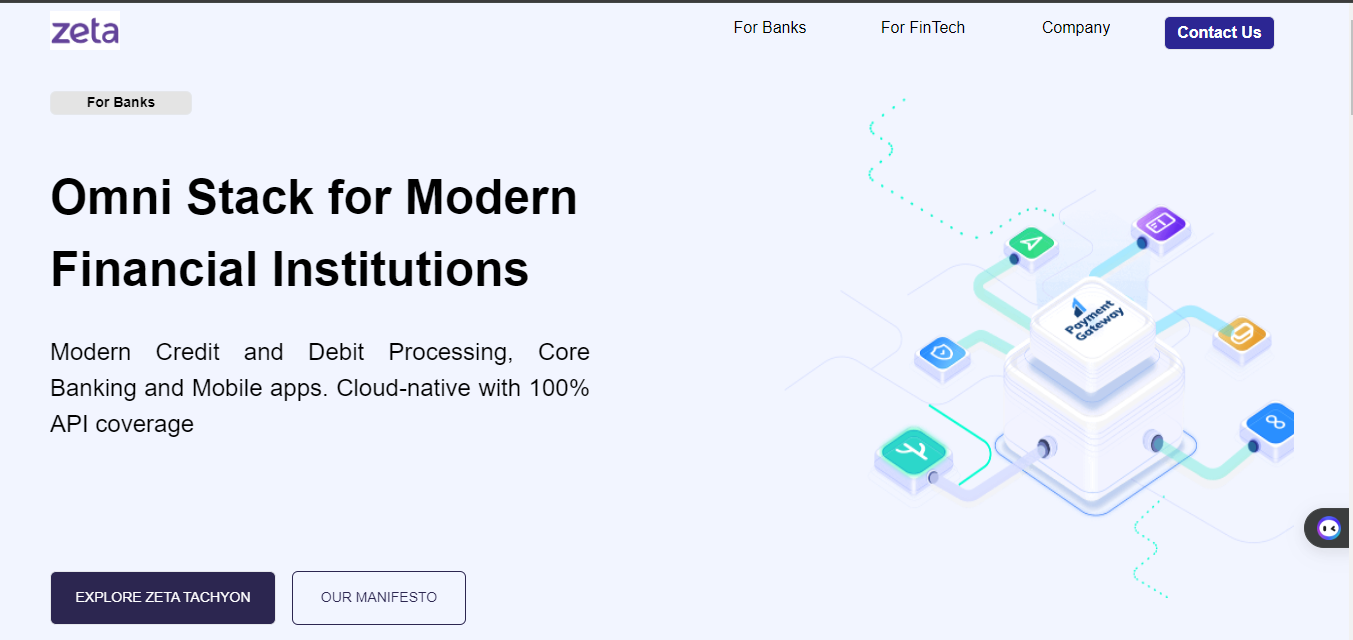 zeta
For Banks
For FinTech
Company
Contact Us
For Banks
Omni Stack for Modern
Financial Institutions
Modern Credit and Debit Processing, Core
Banking and Mobile apps. Cloud-native with 100%
API coverage
Payment
Gateway
EXPLORE ZETA TACHYON
OUR MANIFESTO